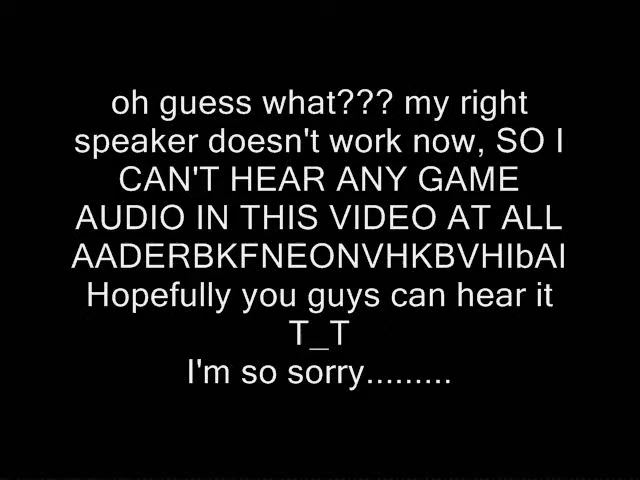 oh guess what??? my right
speaker doesn't work now, SO I
CAN'T HEAR ANY GAME
AUDIO IN THIS VIDEO AT ALL
AADERBKFNEONVHKBVHIbAI
Hopefully you guys can hear it
T_T
I'm so sorry.........